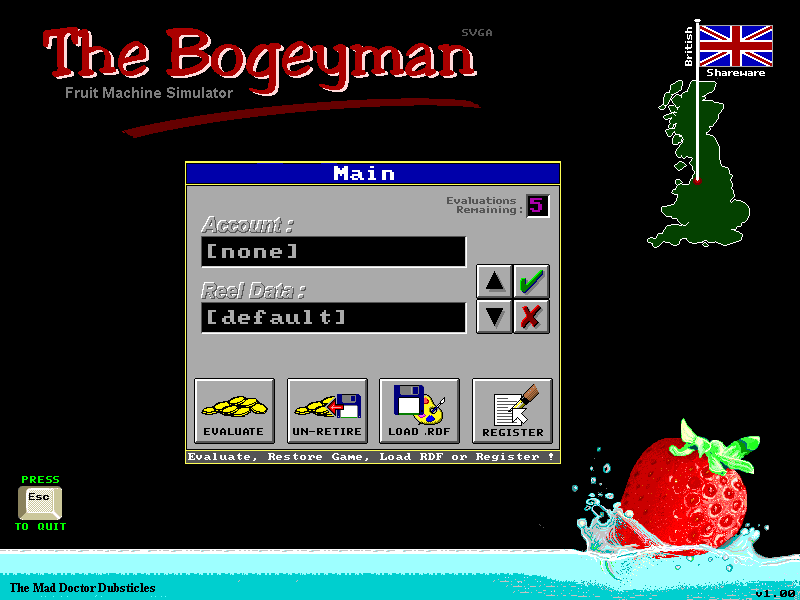 The Bogeyman
SVGA
Fruit Machine Simulator
British
Shareware
Main
Evaluations
Remaining: 5
Account:
[none]
Reel Data:
[default]
EVALUATE
UN-RETIRE
LOAD .RDF
REGISTER
Evaluate, Restore Game, Load RDF or Register !
PRESS
Esc
TO QUIT
The Mad Doctor Dubsticles
v1.00